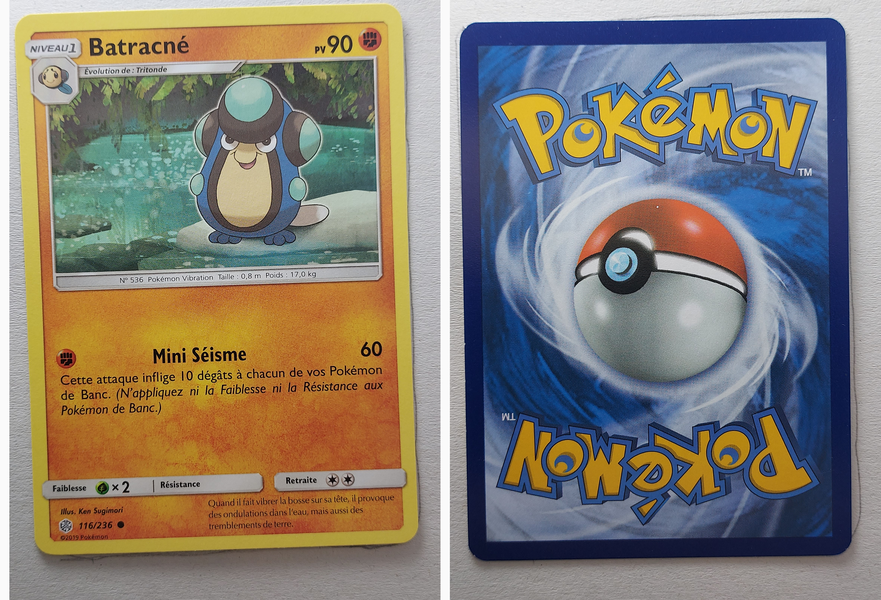 NIVEAU 1 Batracné PV 90
Évolution de : Tritonde
N° 536 Pokémon Vibration Taille : 0,8 m Poids : 17,0 kg
Mini Séisme 60
Cette attaque inflige 10 dégâts à chacun de vos Pokémon
de Banc. (N'appliquez ni la Faiblesse ni la Résistance aux
Pokémon de Banc.)
Faiblesse ×2 Résistance Retraite
Illus. Ken Sugimori
116/236
©2019 Pokémon
Quand il fait vibrer la bosse sur sa tête, il provoque
des ondulations dans l'eau, mais aussi des
tremblements de terre.
POKéMON
TM
POKéMON
TM